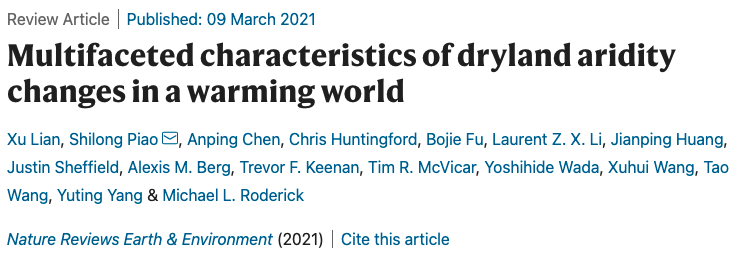 Review Article | Published: 09 March 2021
Multifaceted characteristics of dryland aridity
changes in a warming world
Xu Lian, Shilong Piao, Anping Chen, Chris Huntingford, Bojie Fu, Laurent Z. X. Li, Jianping Huang,
Justin Sheffield, Alexis M. Berg, Trevor F. Keenan, Tim R. McVicar, Yoshihide Wada, Xuhui Wang, Tao
Wang, Yuting Yang & Michael L. Roderick
Nature Reviews Earth & Environment (2021) | Cite this article